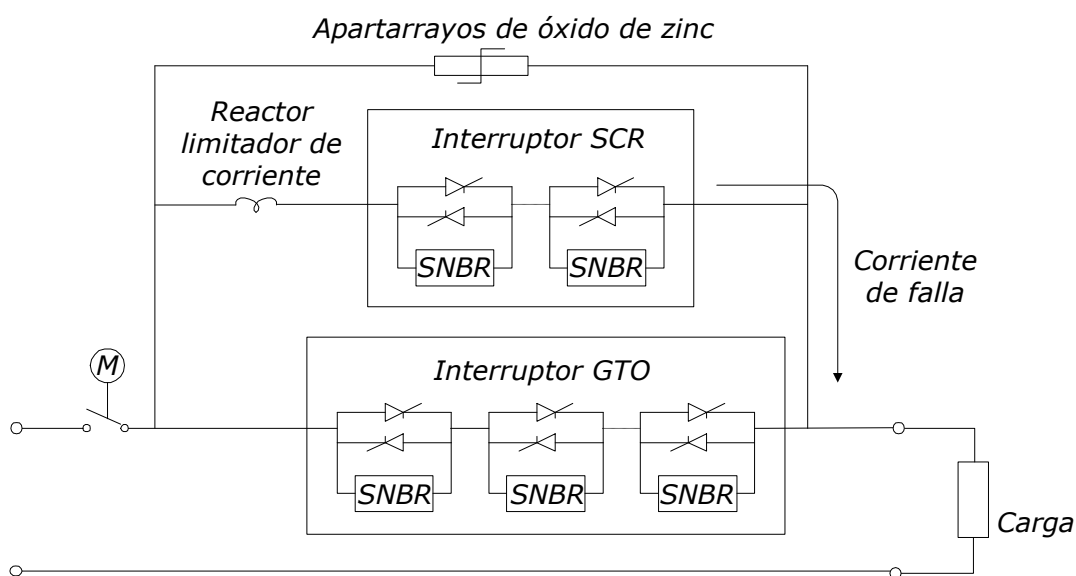 Apartarrayos de óxido de zinc
Reactor
limitador de
corriente
Interruptor SCR
SNBR
SNBR
Corriente
de falla
M
Interruptor GTO
SNBR
SNBR
SNBR
Carga